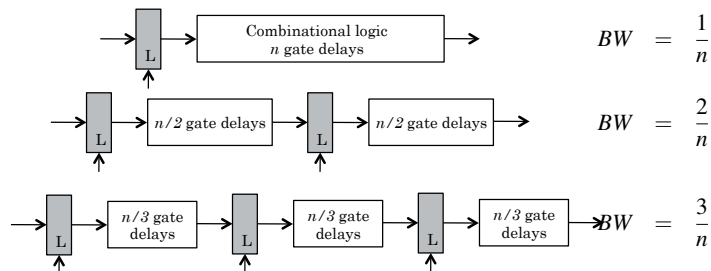 Combinational logic
n gate delays
L
BW = 1/n
n/2 gate delays
n/2 gate delays
L
L
BW = 2/n
n/3 gate
delays
n/3 gate
delays
n/3 gate
delays
L
L
L
BW = 3/n